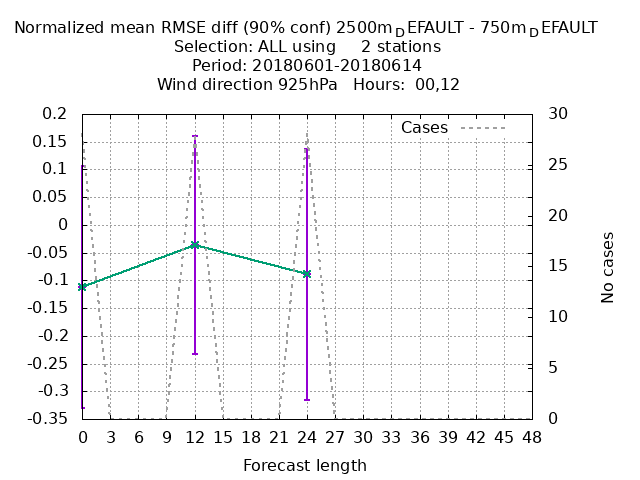 Normalized mean RMSE diff (90% conf) 2500mDEFAULT - 750mDEFAULT
Selection: ALL using     2 stations
Period: 20180601-20180614
Wind direction 925hPa   Hours:  00,12
Cases
0.2
0.15
0.1
0.05
0
-0.05
-0.1
-0.15
-0.2
-0.25
-0.3
-0.35
30
25
20
15
10
5
0
No cases
0 3 6 9 12 15 18 21 24 27 30 33 36 39 42 45 48
Forecast length